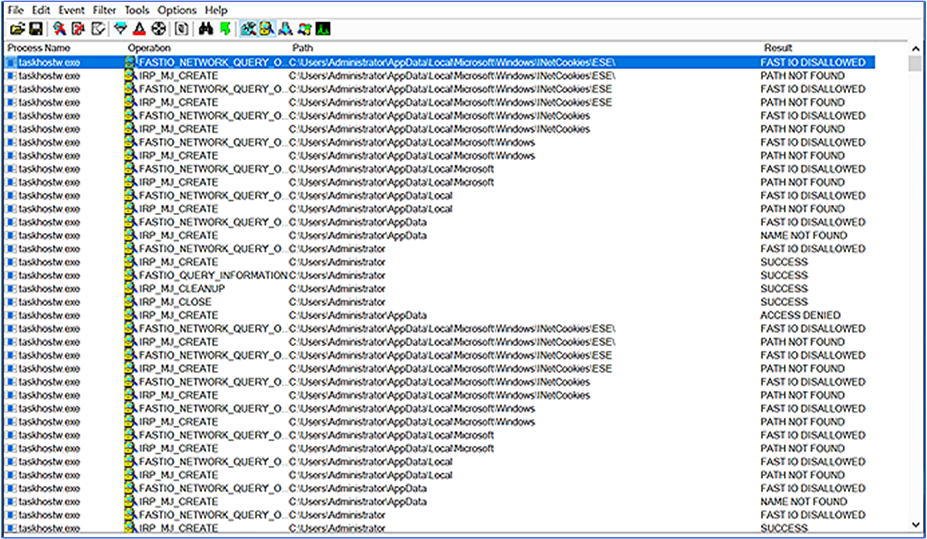 File Edit Event Filter Tools Options Help
Process Name Operation Path Result
taskhostw.exe FASTIO_NETWORK_QUERY_O... C:\Users\Administrator\AppData\Local\Microsoft\Windows\INetCookies\ESE\ FAST IO DISALLOWED
taskhostw.exe IRP_MJ_CREATE C:\Users\Administrator\AppData\Local\Microsoft\Windows\INetCookies\ESE\ PATH NOT FOUND
taskhostw.exe FASTIO_NETWORK_QUERY_O... C:\Users\Administrator\AppData\Local\Microsoft\Windows\INetCookies\ESE FAST IO DISALLOWED
taskhostw.exe IRP_MJ_CREATE C:\Users\Administrator\AppData\Local\Microsoft\Windows\INetCookies\ESE PATH NOT FOUND
taskhostw.exe FASTIO_NETWORK_QUERY_O... C:\Users\Administrator\AppData\Local\Microsoft\Windows\INetCookies FAST IO DISALLOWED
taskhostw.exe IRP_MJ_CREATE C:\Users\Administrator\AppData\Local\Microsoft\Windows\INetCookies PATH NOT FOUND
taskhostw.exe FASTIO_NETWORK_QUERY_O... C:\Users\Administrator\AppData\Local\Microsoft\Windows FAST IO DISALLOWED
taskhostw.exe IRP_MJ_CREATE C:\Users\Administrator\AppData\Local\Microsoft\Windows PATH NOT FOUND
taskhostw.exe FASTIO_NETWORK_QUERY_O... C:\Users\Administrator\AppData\Local\Microsoft FAST IO DISALLOWED
taskhostw.exe IRP_MJ_CREATE C:\Users\Administrator\AppData\Local\Microsoft PATH NOT FOUND
taskhostw.exe FASTIO_NETWORK_QUERY_O... C:\Users\Administrator\AppData\Local FAST IO DISALLOWED
taskhostw.exe IRP_MJ_CREATE C:\Users\Administrator\AppData\Local PATH NOT FOUND
taskhostw.exe FASTIO_NETWORK_QUERY_O... C:\Users\Administrator\AppData FAST IO DISALLOWED
taskhostw.exe IRP_MJ_CREATE C:\Users\Administrator\AppData NAME NOT FOUND
taskhostw.exe FASTIO_NETWORK_QUERY_O... C:\Users\Administrator FAST IO DISALLOWED
taskhostw.exe IRP_MJ_CREATE C:\Users\Administrator SUCCESS
taskhostw.exe FASTIO_QUERY_INFORMATION C:\Users\Administrator SUCCESS
taskhostw.exe IRP_MJ_CLEANUP C:\Users\Administrator SUCCESS
taskhostw.exe IRP_MJ_CLOSE C:\Users\Administrator SUCCESS
taskhostw.exe IRP_MJ_CREATE C:\Users\Administrator\AppData ACCESS DENIED
taskhostw.exe FASTIO_NETWORK_QUERY_O... C:\Users\Administrator\AppData\Local\Microsoft\Windows\INetCookies\ESE\ FAST IO DISALLOWED
taskhostw.exe IRP_MJ_CREATE C:\Users\Administrator\AppData\Local\Microsoft\Windows\INetCookies\ESE\ PATH NOT FOUND
taskhostw.exe FASTIO_NETWORK_QUERY_O... C:\Users\Administrator\AppData\Local\Microsoft\Windows\INetCookies\ESE FAST IO DISALLOWED
taskhostw.exe IRP_MJ_CREATE C:\Users\Administrator\AppData\Local\Microsoft\Windows\INetCookies\ESE PATH NOT FOUND
taskhostw.exe FASTIO_NETWORK_QUERY_O... C:\Users\Administrator\AppData\Local\Microsoft\Windows\INetCookies FAST IO DISALLOWED
taskhostw.exe IRP_MJ_CREATE C:\Users\Administrator\AppData\Local\Microsoft\Windows\INetCookies PATH NOT FOUND
taskhostw.exe FASTIO_NETWORK_QUERY_O... C:\Users\Administrator\AppData\Local\Microsoft\Windows FAST IO DISALLOWED
taskhostw.exe IRP_MJ_CREATE C:\Users\Administrator\AppData\Local\Microsoft\Windows PATH NOT FOUND
taskhostw.exe FASTIO_NETWORK_QUERY_O... C:\Users\Administrator\AppData\Local\Microsoft FAST IO DISALLOWED
taskhostw.exe IRP_MJ_CREATE C:\Users\Administrator\AppData\Local\Microsoft PATH NOT FOUND
taskhostw.exe FASTIO_NETWORK_QUERY_O... C:\Users\Administrator\AppData\Local FAST IO DISALLOWED
taskhostw.exe IRP_MJ_CREATE C:\Users\Administrator\AppData\Local PATH NOT FOUND
taskhostw.exe FASTIO_NETWORK_QUERY_O... C:\Users\Administrator\AppData FAST IO DISALLOWED
taskhostw.exe IRP_MJ_CREATE C:\Users\Administrator\AppData NAME NOT FOUND
taskhostw.exe FASTIO_NETWORK_QUERY_O... C:\Users\Administrator FAST IO DISALLOWED
taskhostw.exe IRP_MJ_CREATE C:\Users\Administrator SUCCESS